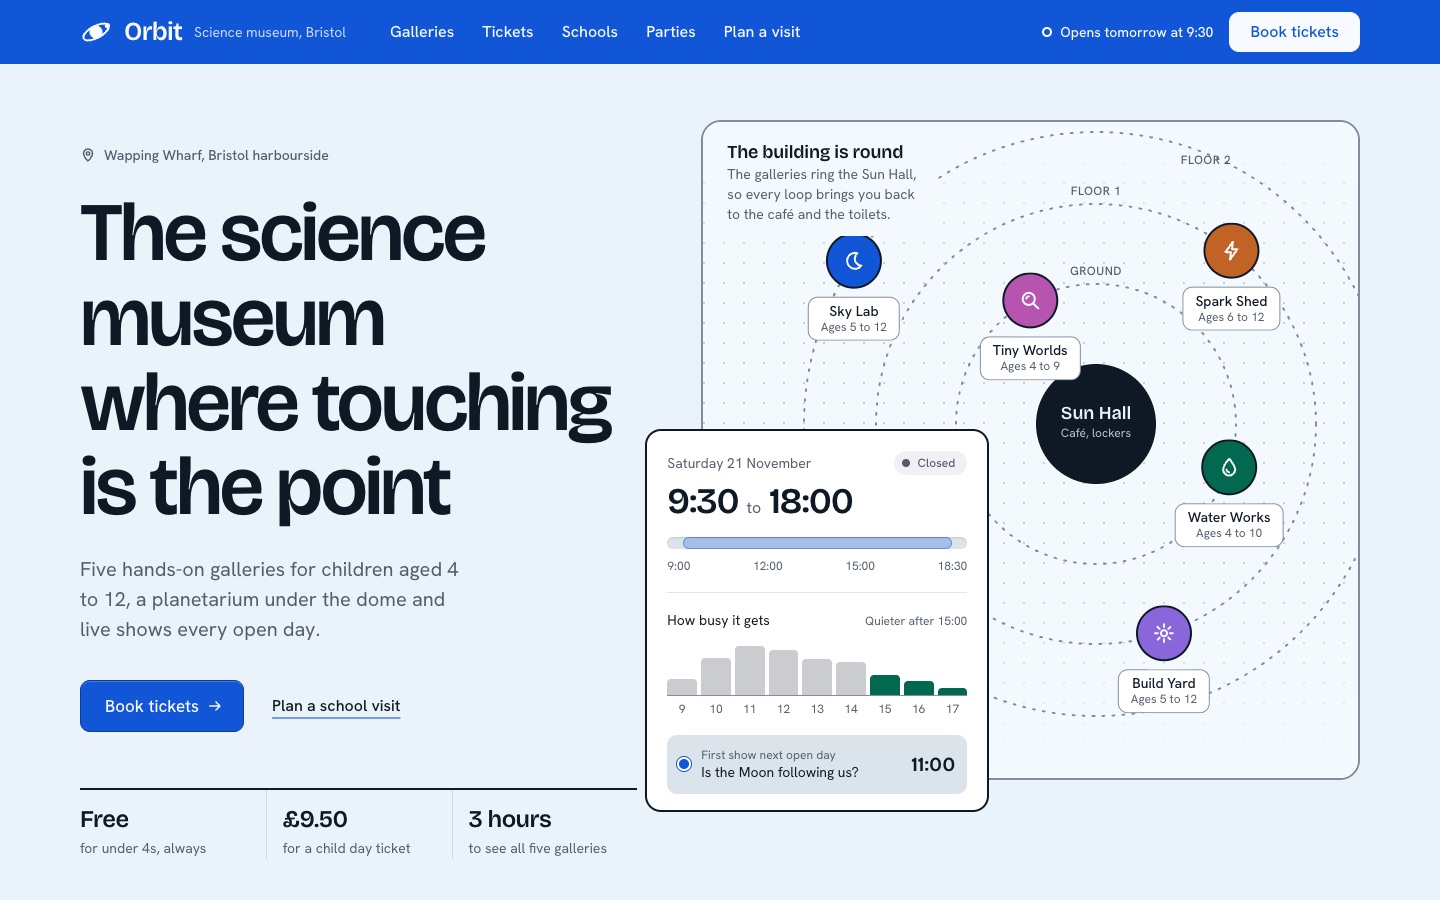 Orbit
Science museum, Bristol
Galleries
Tickets
Schools
Parties
Plan a visit
Opens tomorrow at 9:30
Book tickets
Wapping Wharf, Bristol harbourside
The science
museum
where touching
is the point
Five hands-on galleries for children aged 4
to 12, a planetarium under the dome and
live shows every open day.
Book tickets
Plan a school visit
Free
for under 4s, always
£9.50
for a child day ticket
3 hours
to see all five galleries
The building is round
The galleries ring the Sun Hall,
so every loop brings you back
to the café and the toilets.
FLOOR 2
FLOOR 1
GROUND
Sky Lab
Ages 5 to 12
Tiny Worlds
Ages 4 to 9
Spark Shed
Ages 6 to 12
Sun Hall
Café, lockers
Water Works
Ages 4 to 10
Build Yard
Ages 5 to 12
Saturday 21 November
Closed
9:30 to 18:00
9:00 12:00 15:00 18:30
How busy it gets
Quieter after 15:00
9 10 11 12 13 14 15 16 17
First show next open day
Is the Moon following us?
11:00